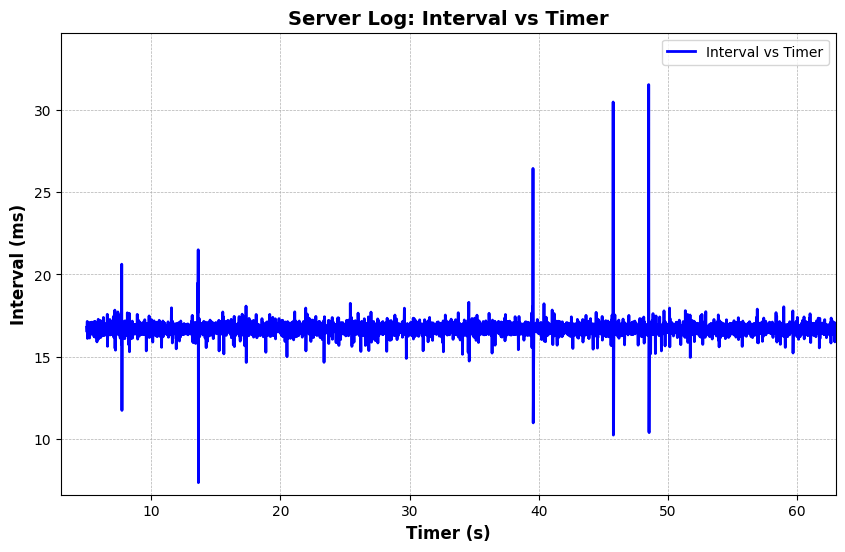 Server Log: Interval vs Timer
Interval vs Timer
Interval (ms)
30
25
20
15
10
10 20 30 40 50 60
Timer (s)